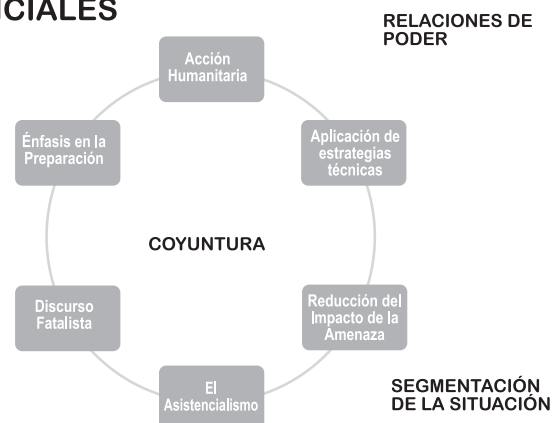 RELACIONES DE
PODER
Acción
Humanitaria
Énfasis en la
Preparación
Aplicación de
estrategias
técnicas
COYUNTURA
Discurso
Fatalista
Reducción del
Impacto de la
Amenaza
El
Asistencialismo
SEGMENTACIÓN
DE LA SITUACIÓN